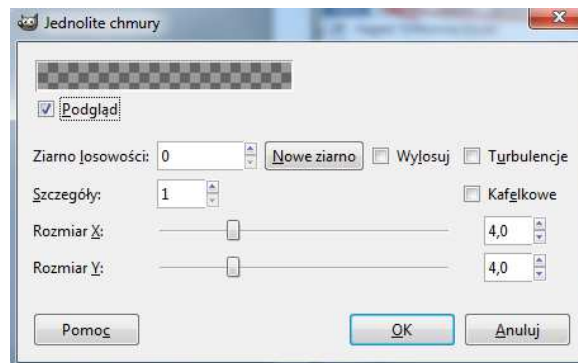 Jednolite chmury
Podgląd
Ziarno losowości: 0 Nowe ziarno Wylosuj Turbulencje
Szczegóły: 1 Kafelkowe
Rozmiar X: 4,0
Rozmiar Y: 4,0
Pomoc OK Anuluj